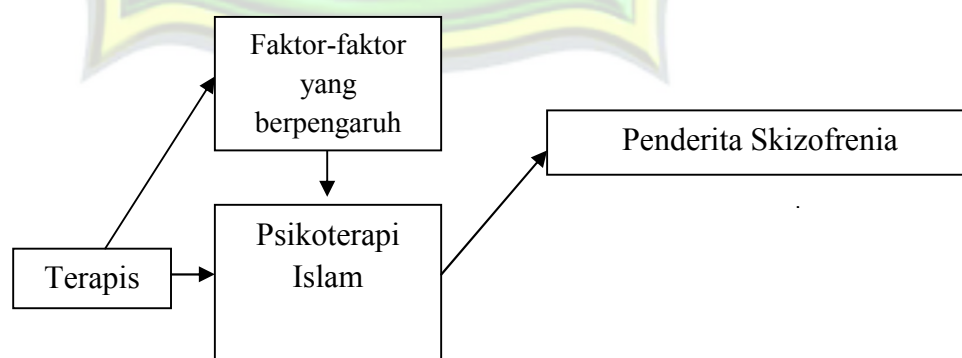 Faktor-faktor
yang
berpengaruh
Penderita Skizofrenia
.
Psikoterapi
Islam
Terapis